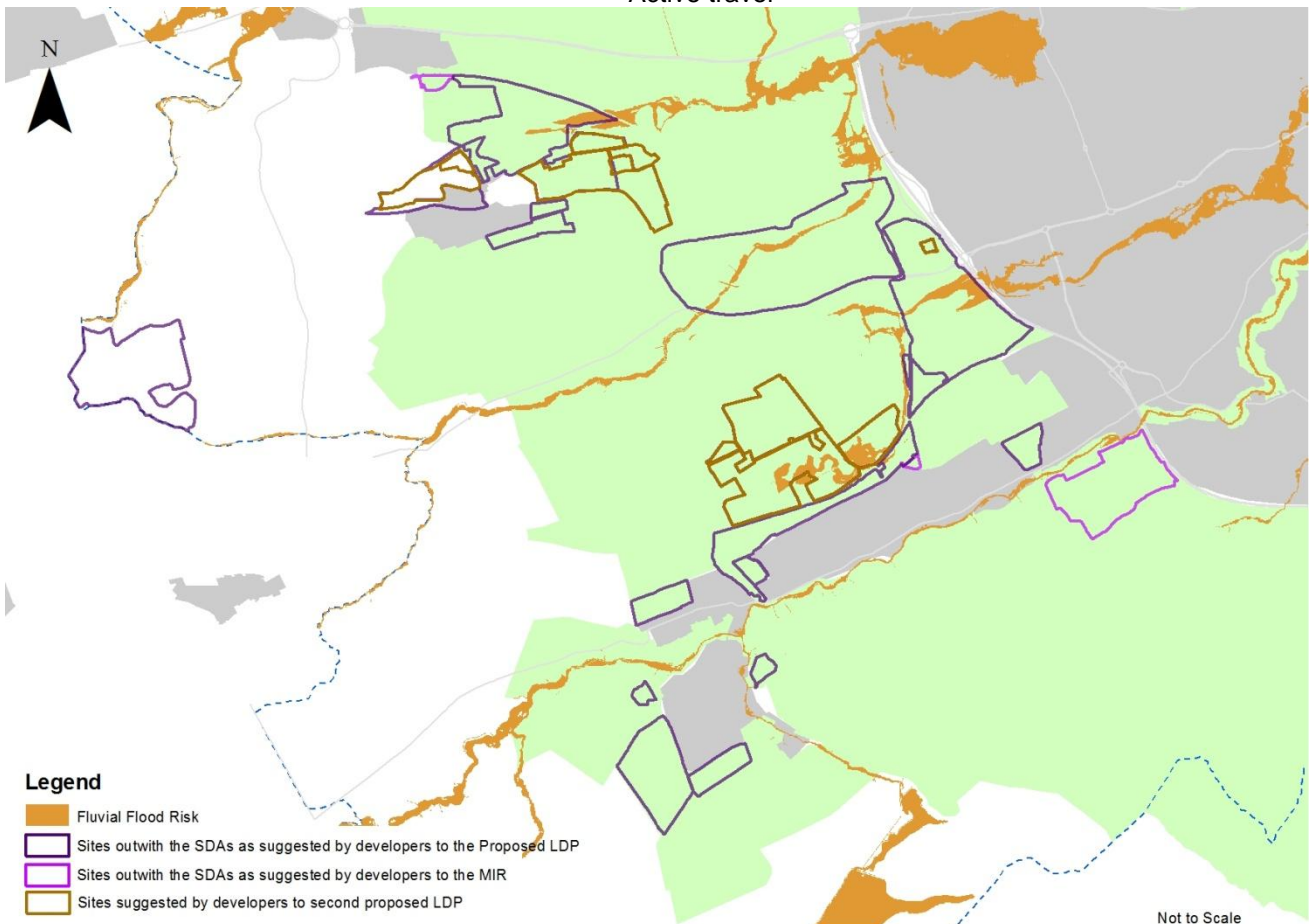 Active travel
N
Legend
Fluvial Flood Risk
Sites outwith the SDAs as suggested by developers to the Proposed LDP
Sites outwith the SDAs as suggested by developers to the MIR
Sites suggested by developers to second proposed LDP
Not to Scale